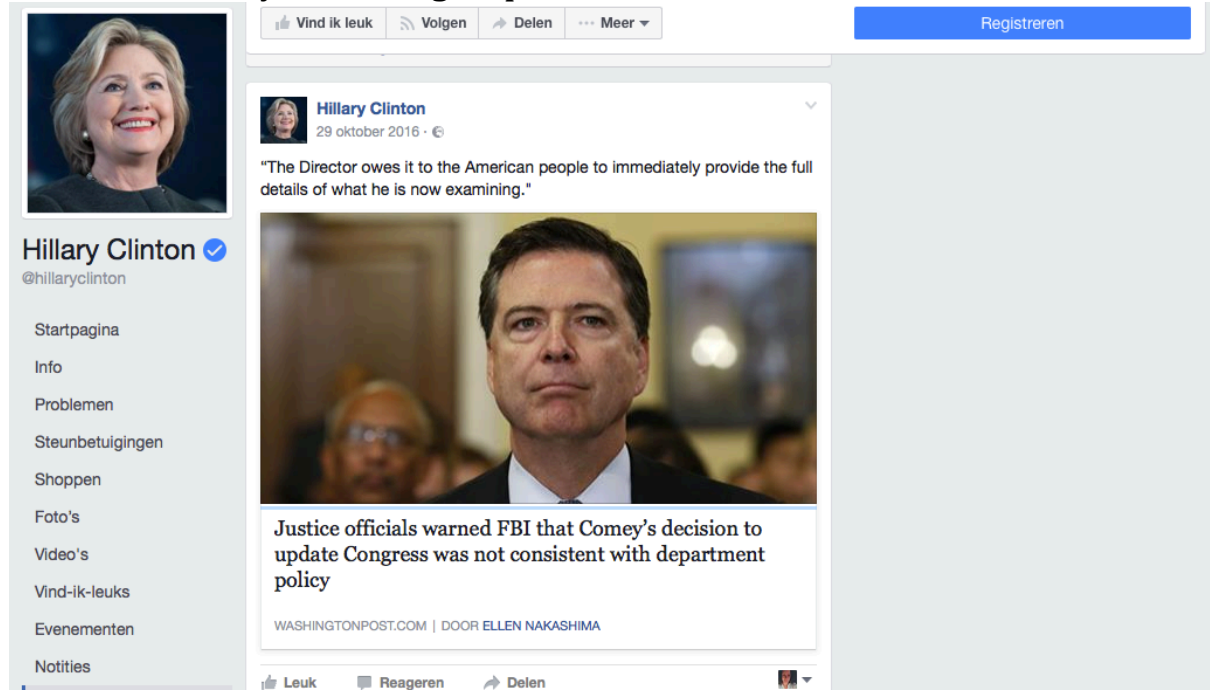 Vind ik leuk Volgen Delen Meer
Registreren
Hillary Clinton
29 oktober 2016
"The Director owes it to the American people to immediately provide the full
details of what he is now examining."
Hillary Clinton
@hillaryclinton
Startpagina
Info
Problemen
Steunbetuigingen
Shoppen
Foto's
Video's
Vind-ik-leuks
Evenementen
Notities
Justice officials warned FBI that Comey's decision to
update Congress was not consistent with department
policy
WASHINGTONPOST.COM | DOOR ELLEN NAKASHIMA
Leuk Reageren Delen